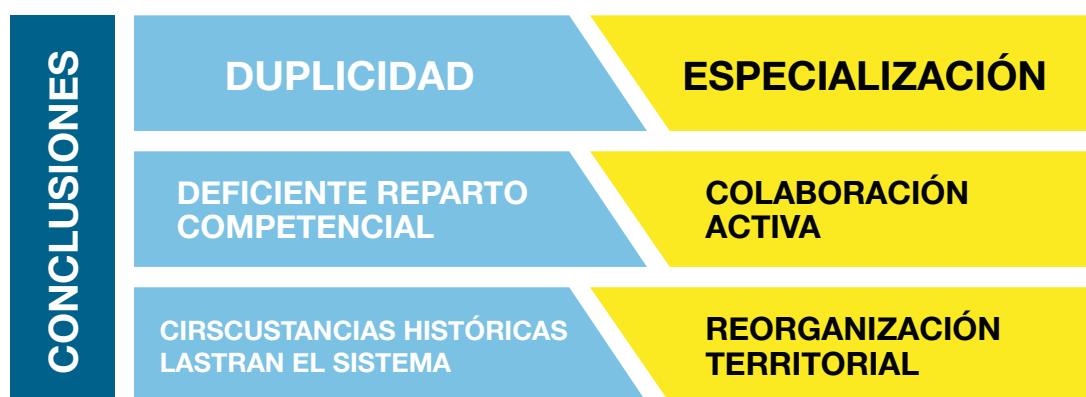 CONCLUSIONES
DUPLICIDAD
ESPECIALIZACIÓN
DEFICIENTE REPARTO
COMPETENCIAL
COLABORACIÓN
ACTIVA
CIRSCUSTANCIAS HISTÓRICAS
LASTRAN EL SISTEMA
REORGANIZACIÓN
TERRITORIAL